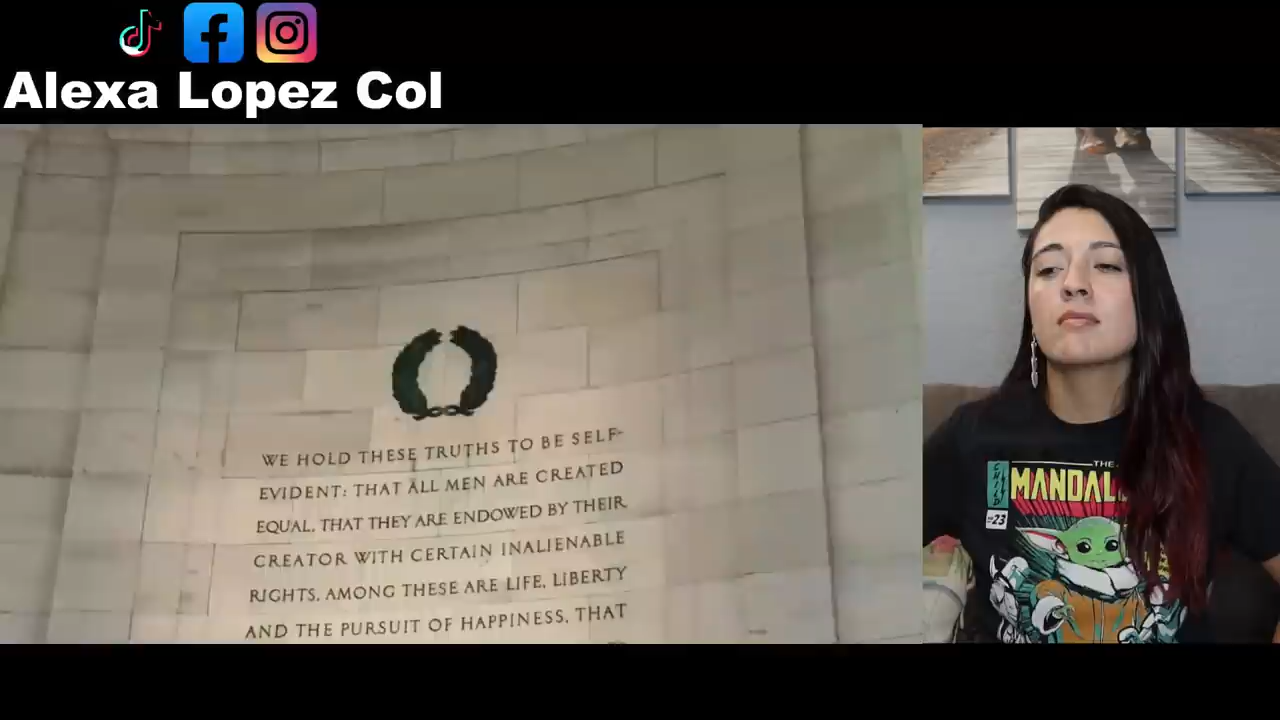 Alexa Lopez Col
WE HOLD THESE TRUTHS TO BE SELF-
EVIDENT: THAT ALL MEN ARE CREATED
EQUAL, THAT THEY ARE ENDOWED BY THEIR
CREATOR WITH CERTAIN INALIENABLE
RIGHTS, AMONG THESE ARE LIFE, LIBERTY
AND THE PURSUIT OF HAPPINESS, THAT
THE
CHILD
23